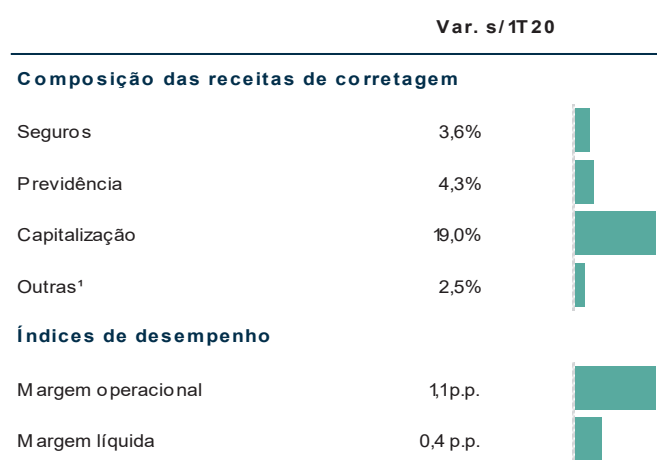 Var. s/1T20
Composição das receitas de corretagem
Seguros 3,6%
Previdência 4,3%
Capitalização 19,0%
Outras¹ 2,5%
Índices de desempenho
Margem operacional 1,1p.p.
Margem líquida 0,4 p.p.